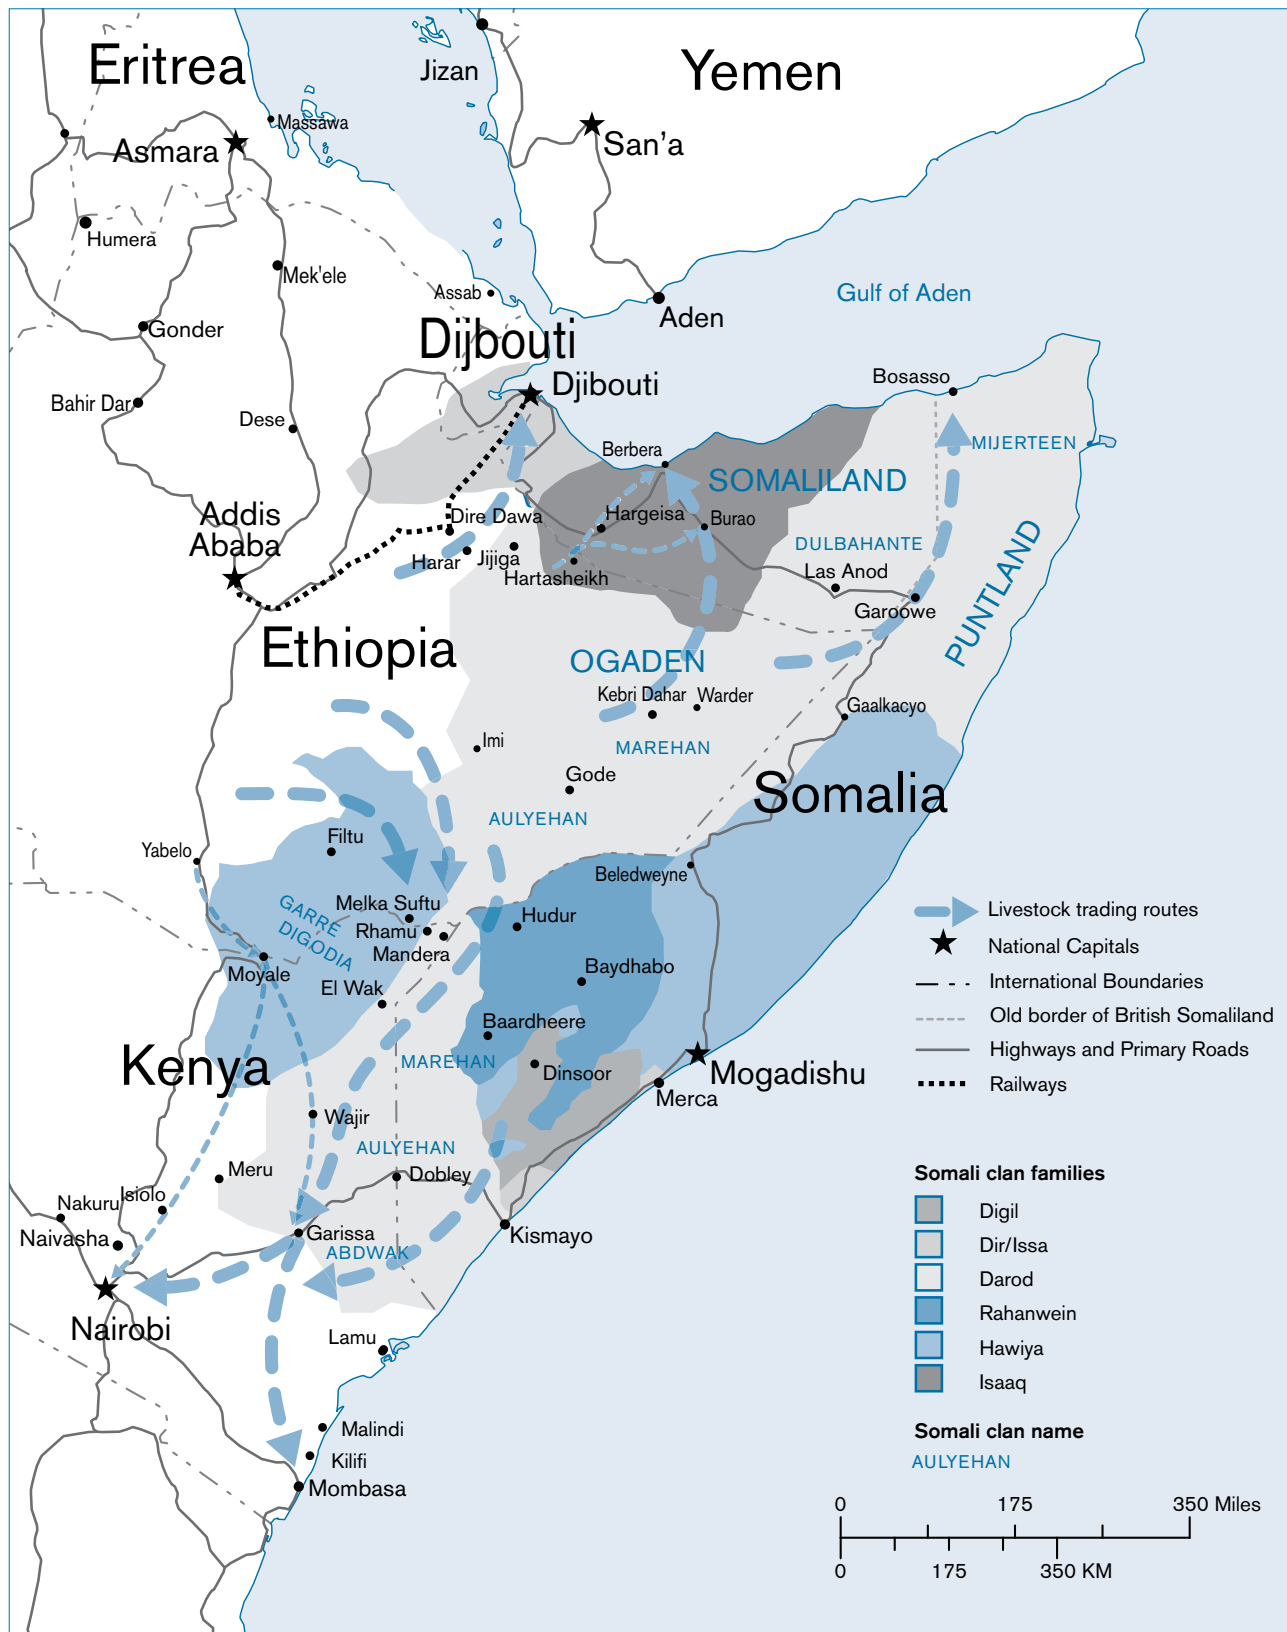 Eritrea
Jizan
Yemen
Massawa
Asmara
San'a
Humera
Mek'ele
Assab
Gulf of Aden
Aden
Gonder
Dijbouti
Djibouti
Bosasso
Bahir Dar
Dese
MIJERTEEN
Berbera
SOMALILAND
Addis
Ababa
Dire Dawa
Hargeisa
Burao
DULBAHANTE
Harar
Jijiga
Hartasheikh
Las Anod
Garoowe
PUNTLAND
Ethiopia
OGADEN
Kebri Dahar
Warder
Gaalkacyo
Imi
MAREHAN
Gode
Somalia
AULYEHAN
Filtu
Yabelo
Beledweyne
GARRE
DIGODIA
Melka Suftu
Rhamu
Mandera
Hudur
Moyale
El Wak
Baydhabo
Baardheere
Kenya
MAREHAN
Dinsoor
Mogadishu
Merca
Wajir
AULYEHAN
Meru
Dobley
Isiolo
Nakuru
Naivasha
Garissa
ABDWAK
Kismayo
Nairobi
Lamu
Malindi
Kilifi
Mombasa
Livestock trading routes
National Capitals
International Boundaries
Old border of British Somaliland
Highways and Primary Roads
Railways
Somali clan families
Digil
Dir/Issa
Darod
Rahanwein
Hawiya
Isaaq
Somali clan name
AULYEHAN
0 175 350 Miles
0 175 350 KM